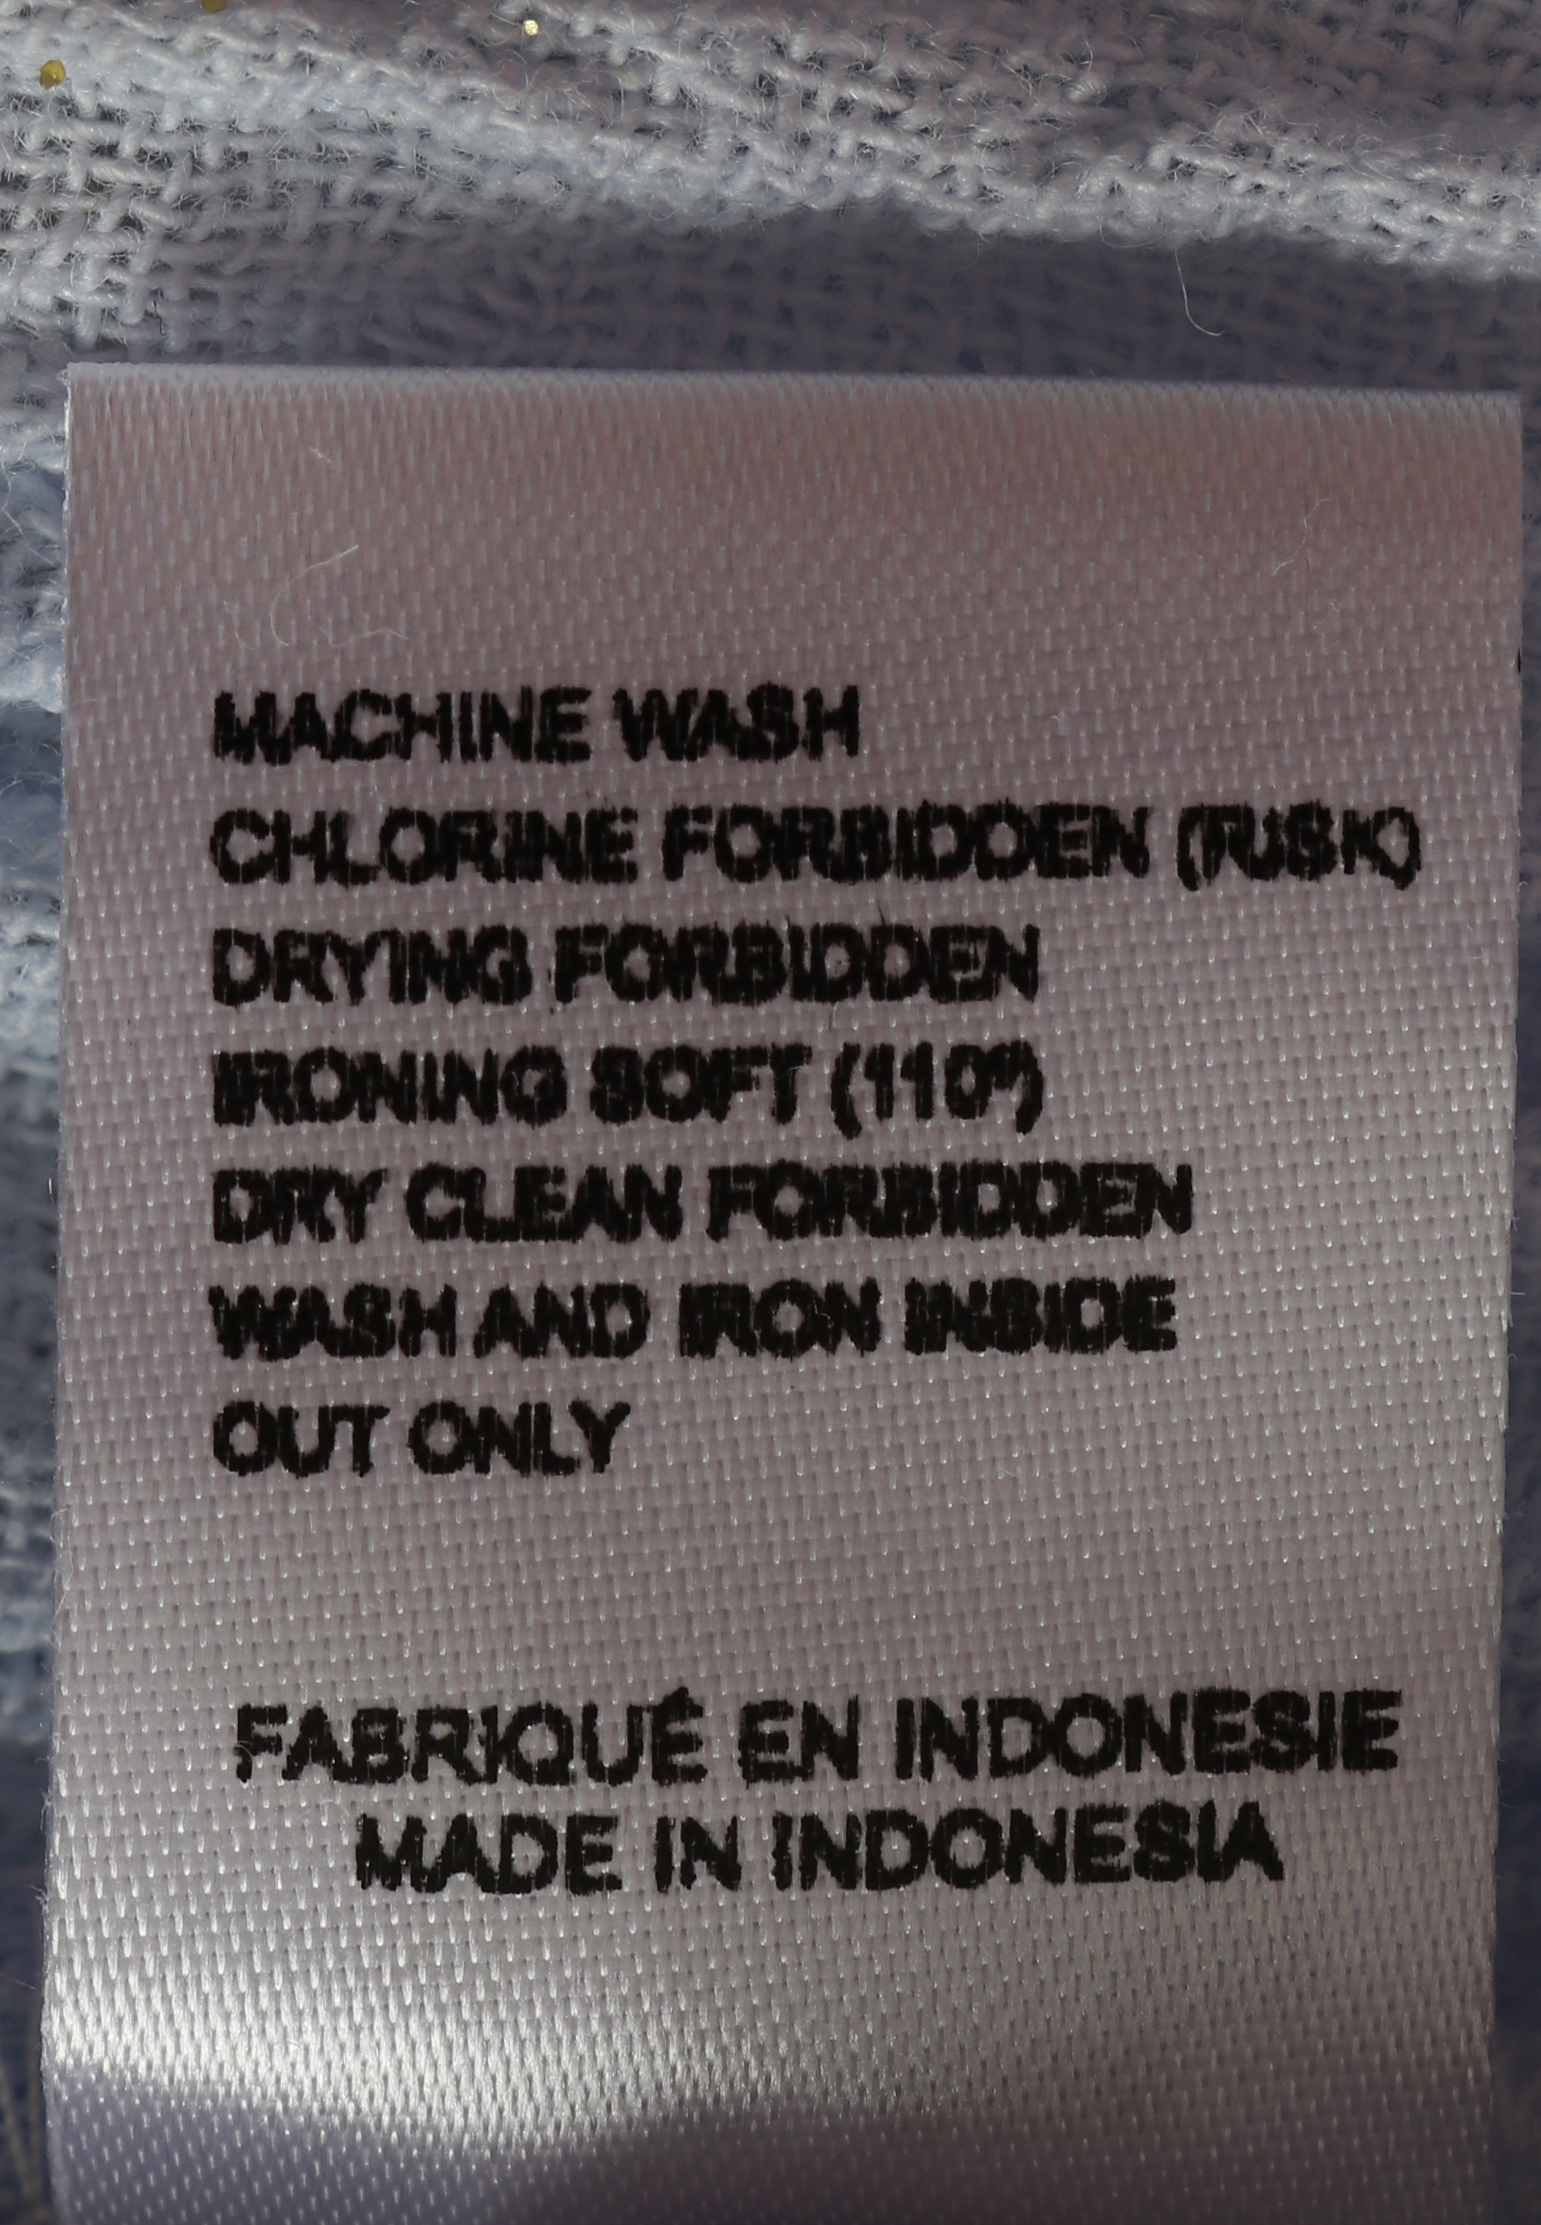 MACHINE WASH
CHLORINE FORBIDDEN (RISK)
DRYING FORBIDDEN
IRONING SOFT (110°)
DRY CLEAN FORBIDDEN
WASH AND IRON INSIDE
OUT ONLY
FABRIQUÉ EN INDONESIE
MADE IN INDONESIA